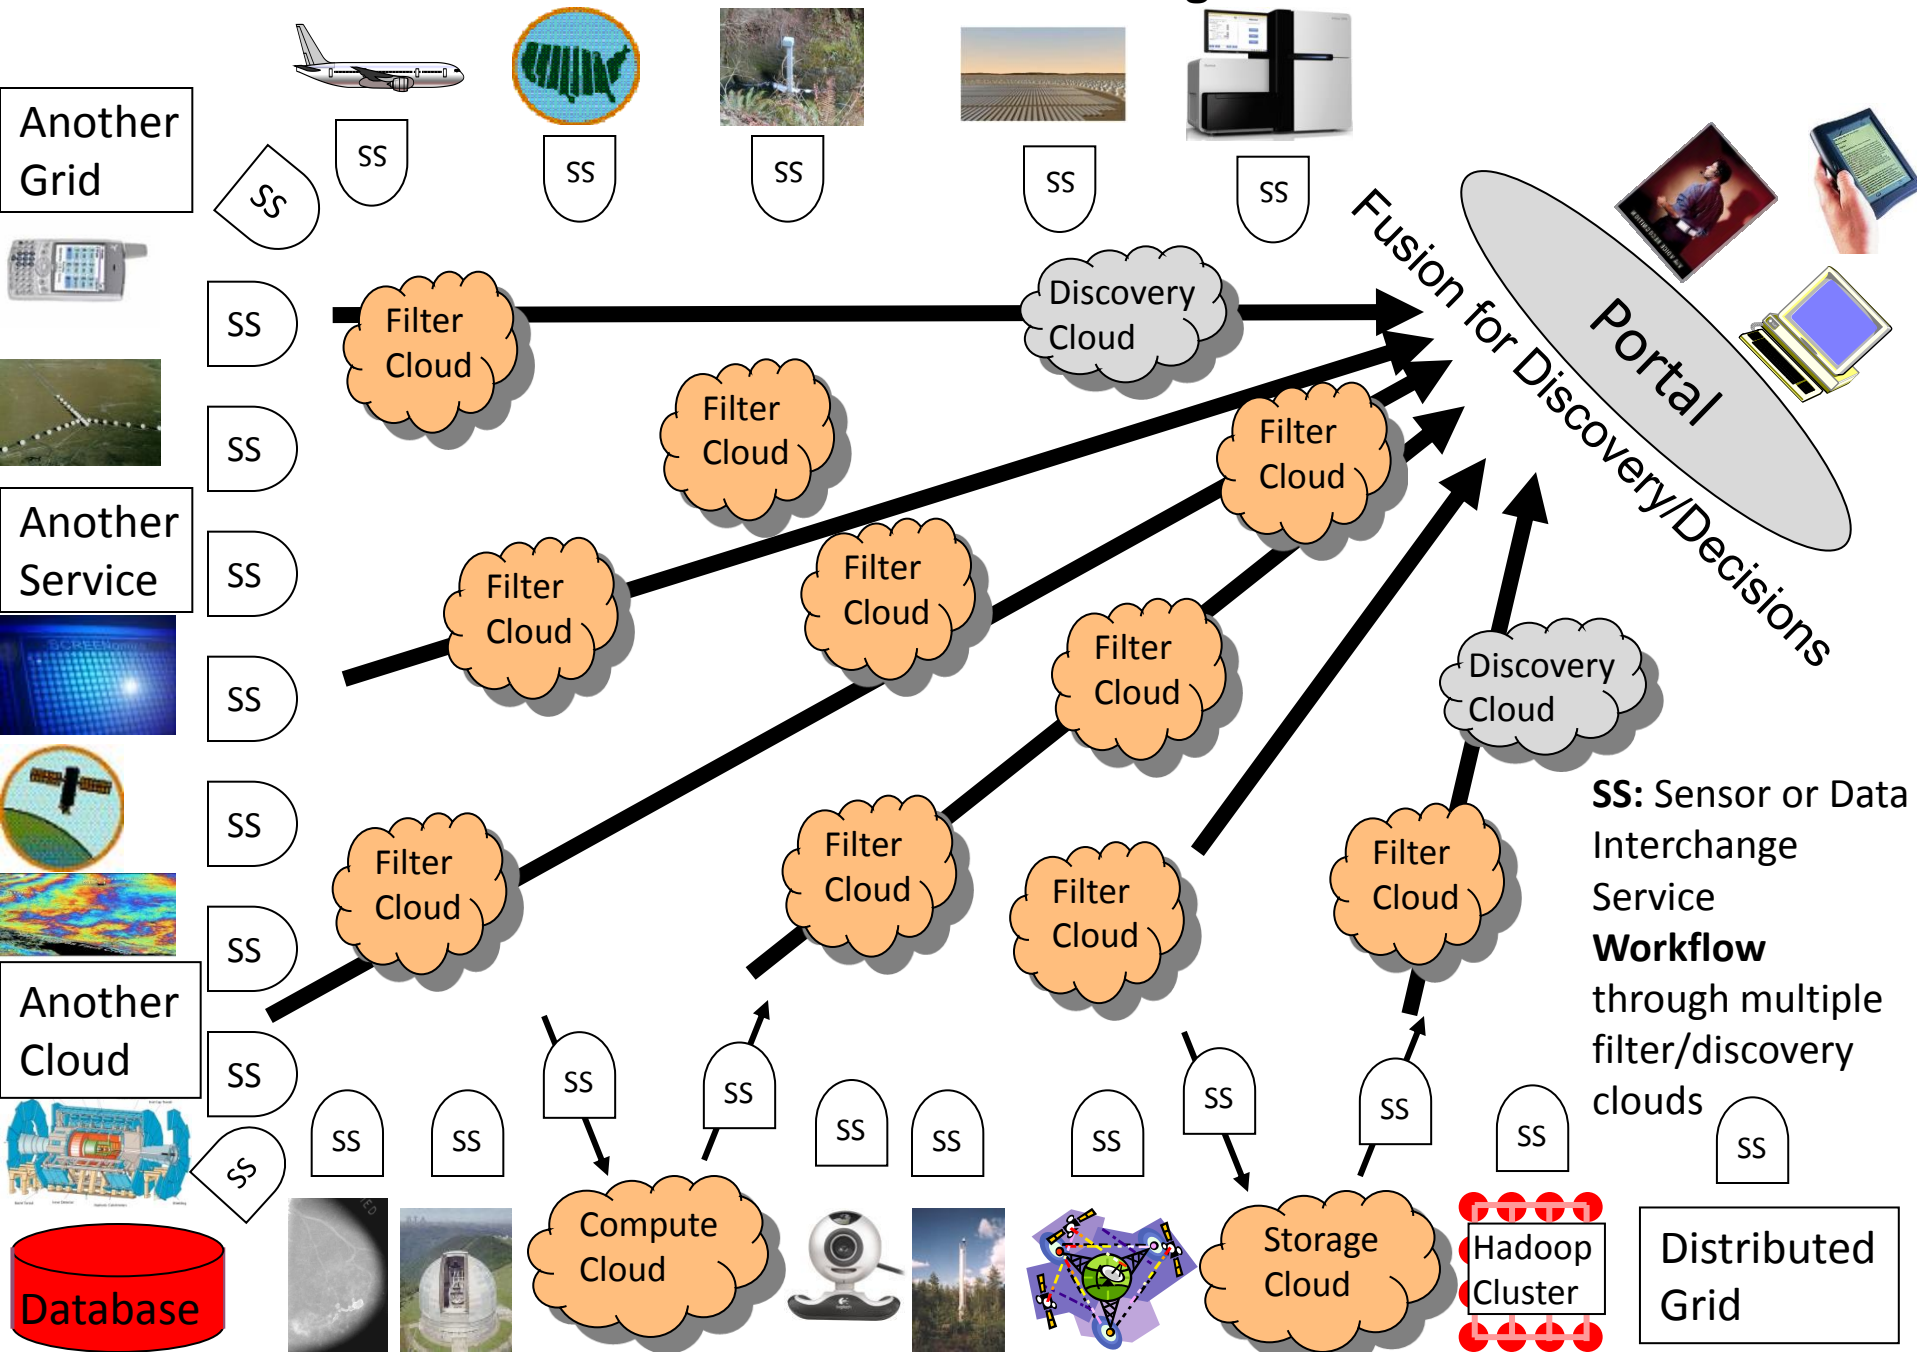 g
Another
Grid
SS
SS
SS
SS
SS
SS
Fusion for Discovery/Decisions
Portal
SS
Filter
Cloud
Discovery
Cloud
SS
Filter
Cloud
Filter
Cloud
Another
Service
SS
Filter
Cloud
Filter
Cloud
Filter
Cloud
Discovery
Cloud
SCREEN
SS
SS
Filter
Cloud
Filter
Cloud
Filter
Cloud
Filter
Cloud
SS: Sensor or Data
Interchange
Service
Workflow
through multiple
filter/discovery
clouds
SS
Another
Cloud
SS
SS
SS
SS
SS
SS
SS
SS
SS
SS
SS
SS
SS
SS
Database
Compute
Cloud
Storage
Cloud
Hadoop
Cluster
Distributed
Grid